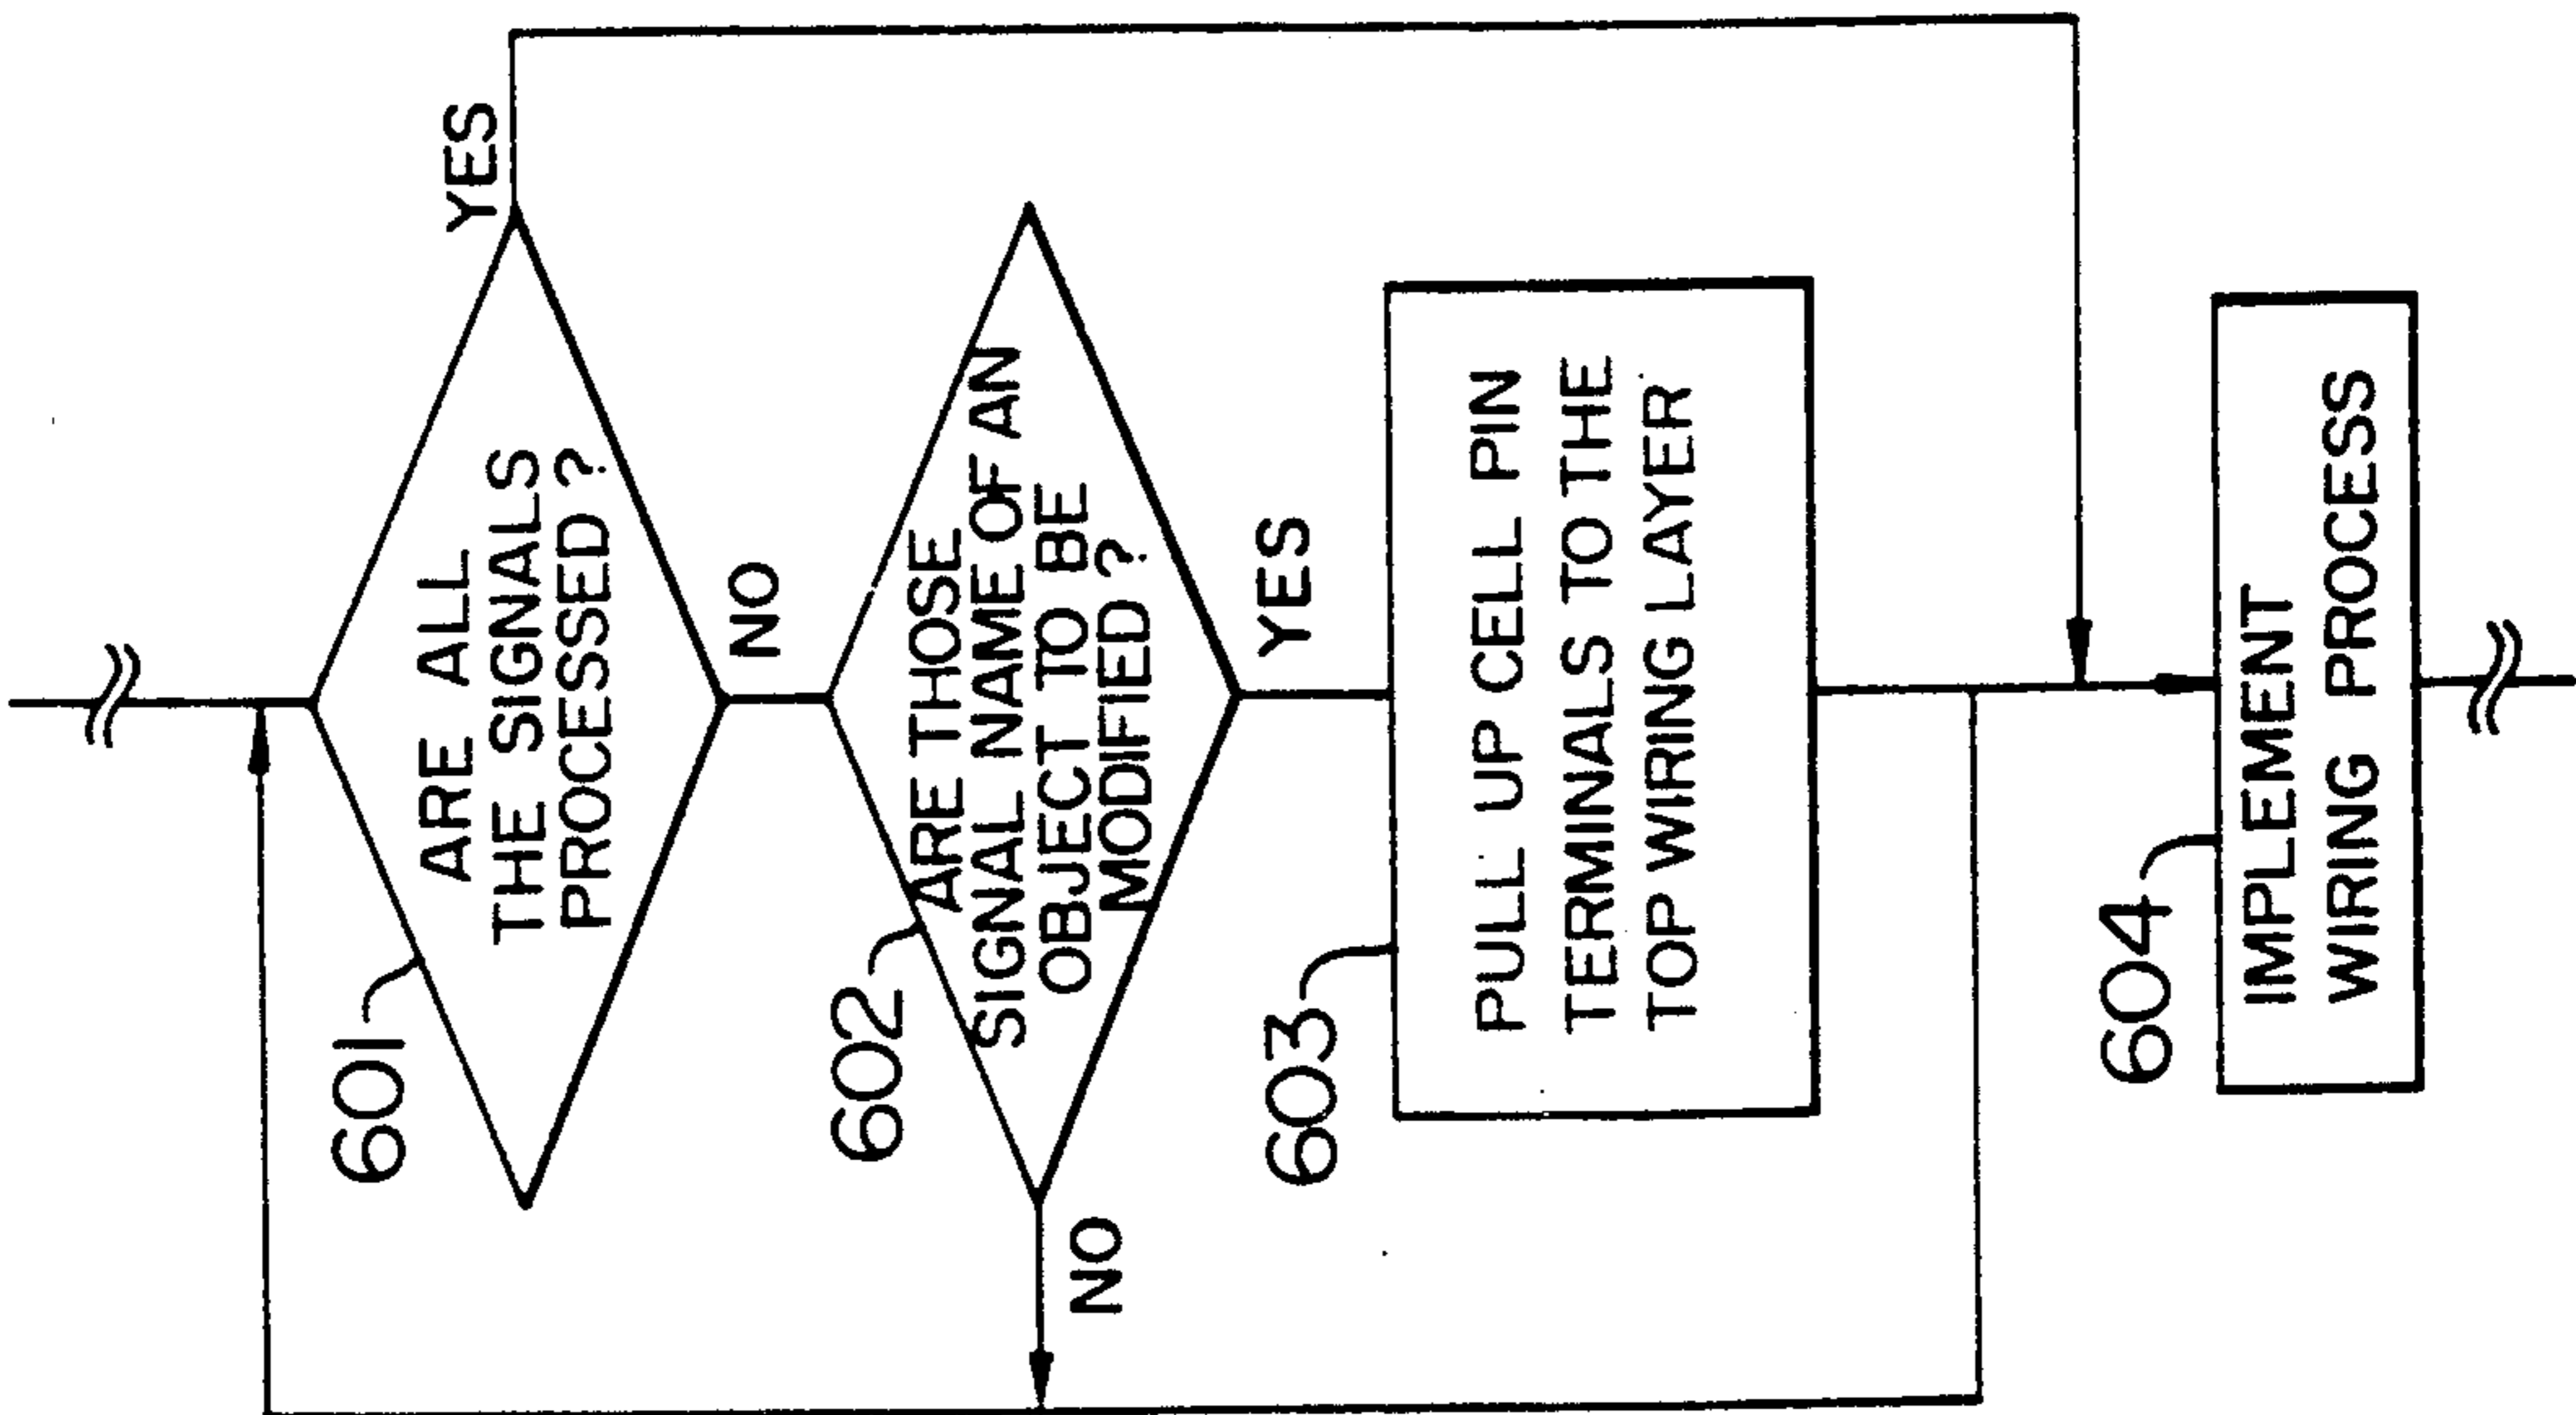 601
ARE ALL
THE SIGNALS
PROCESSED ?
YES
NO
602
ARE THOSE
SIGNAL NAME OF AN
OBJECT TO BE
MODIFIED ?
NO
YES
603
PULL UP CELL PIN
TERMINALS TO THE
TOP WIRING LAYER
604
IMPLEMENT
WIRING PROCESS